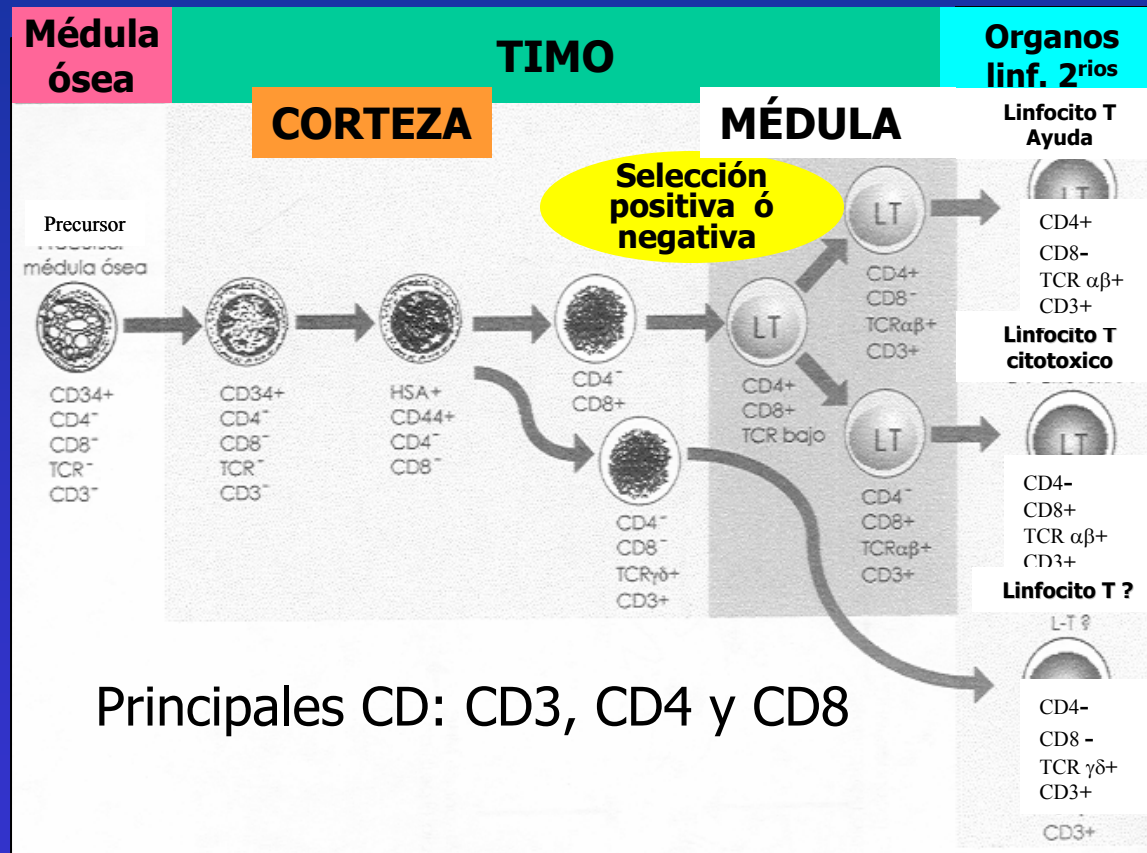 Médula
ósea
TIMO
Organos
linf. 2rios
CORTEZA
MÉDULA
Linfocito T
Ayuda
Selección
positiva ó
negativa
Precursor
médula ósea
CD34+
CD4-
CD8-
TCR-
CD3-
CD34+
CD4-
CD8-
TCR-
CD3-
HSA+
CD44+
CD4-
CD8-
CD4-
CD8+
CD4-
CD8-
TCRγδ+
CD3+
LT
CD4+
CD8+
TCR bajo
LT
CD4+
CD8-
TCRαβ+
CD3+
LT
CD4-
CD8+
TCRαβ+
CD3+
LT
CD4+
CD8-
TCR αβ+
CD3+
Linfocito T
citotoxico
LT
CD4-
CD8+
TCR αβ+
CD3+
Linfocito T ?
L-T ?
CD4-
CD8 -
TCR γδ+
CD3+
CD3+
Principales CD: CD3, CD4 y CD8